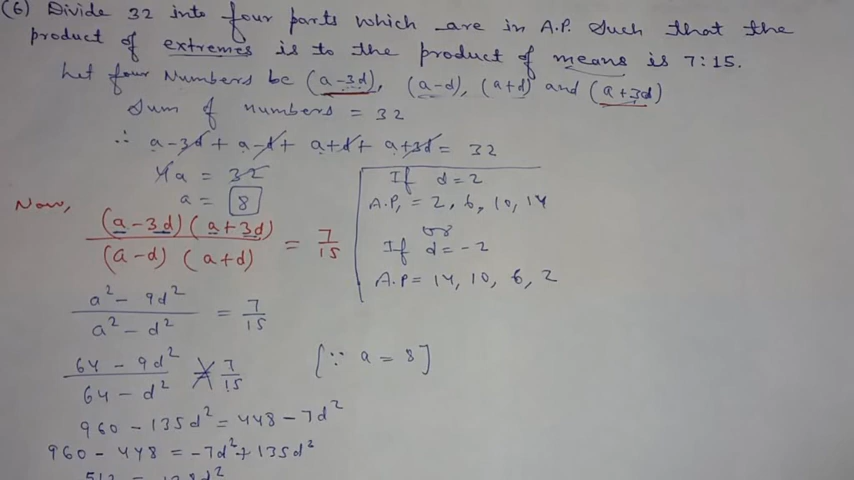 (6) Divide 32 into four parts which are in A.P. Such that the
product of extremes is to the product of means is 7:15.
Let four Numbers be (a-3d), (a-d), (a+d) and (a+3d)
Sum of numbers = 32
∴ a-3d + a-d + a+d + a+3d = 32
4a = 32
a = 8
Now,
(a-3d)(a+3d) / (a-d)(a+d) = 7/15
a² - 9d² / a² - d² = 7/15
64 - 9d² / 64 - d² = 7/15 [∵ a = 8]
960 - 135d² = 448 - 7d²
960 - 448 = -7d² + 135d²
512 = 128d²
If d = 2
A.P, = 2, 6, 10, 14
or
If d = -2
A.P = 14, 10, 6, 2